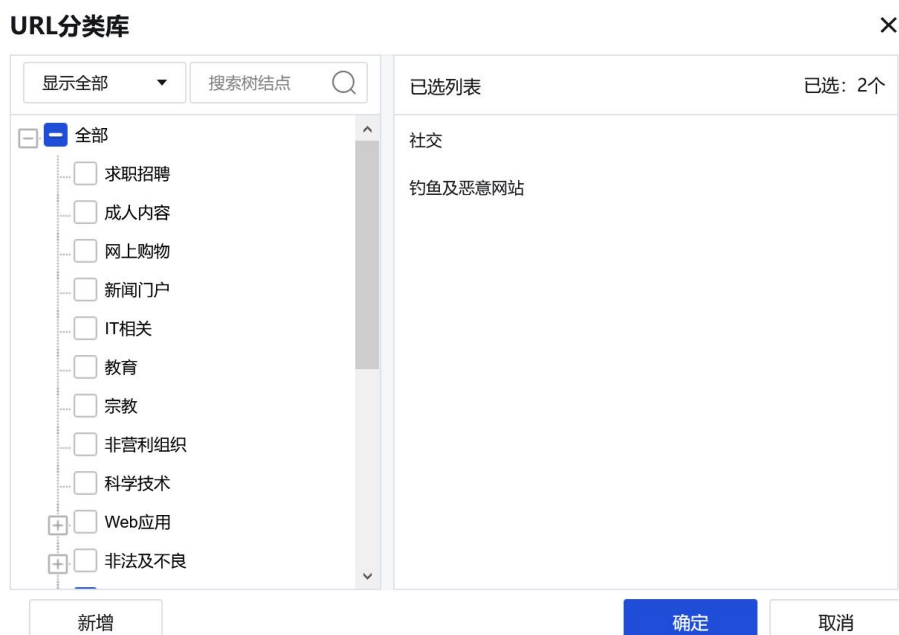 URL分类库
显示全部
搜索树结点
全部
求职招聘
成人内容
网上购物
新闻门户
IT相关
教育
宗教
非营利组织
科学技术
Web应用
非法及不良
已选列表
已选：2个
社交
钓鱼及恶意网站
新增
确定
取消